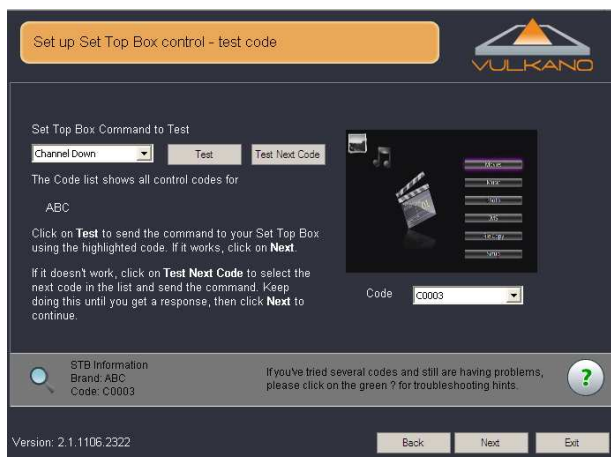 Set up Set Top Box control - test code
VULKANO
Set Top Box Command to Test
Channel Down
Test
Test Next Code
The Code list shows all control codes for
ABC
Click on Test to send the command to your Set Top Box
using the highlighted code. If it works, click on Next.
If it doesn't work, click on Test Next Code to select the
next code in the list and send the command. Keep
doing this until you get a response, then click Next to
continue.
Code
C0003
STB Information
Brand: ABC
Code: C0003
If you've tried several codes and still are having problems,
please click on the green ? for troubleshooting hints.
?
Version: 2.1.1106.2322
Back
Next
Exit